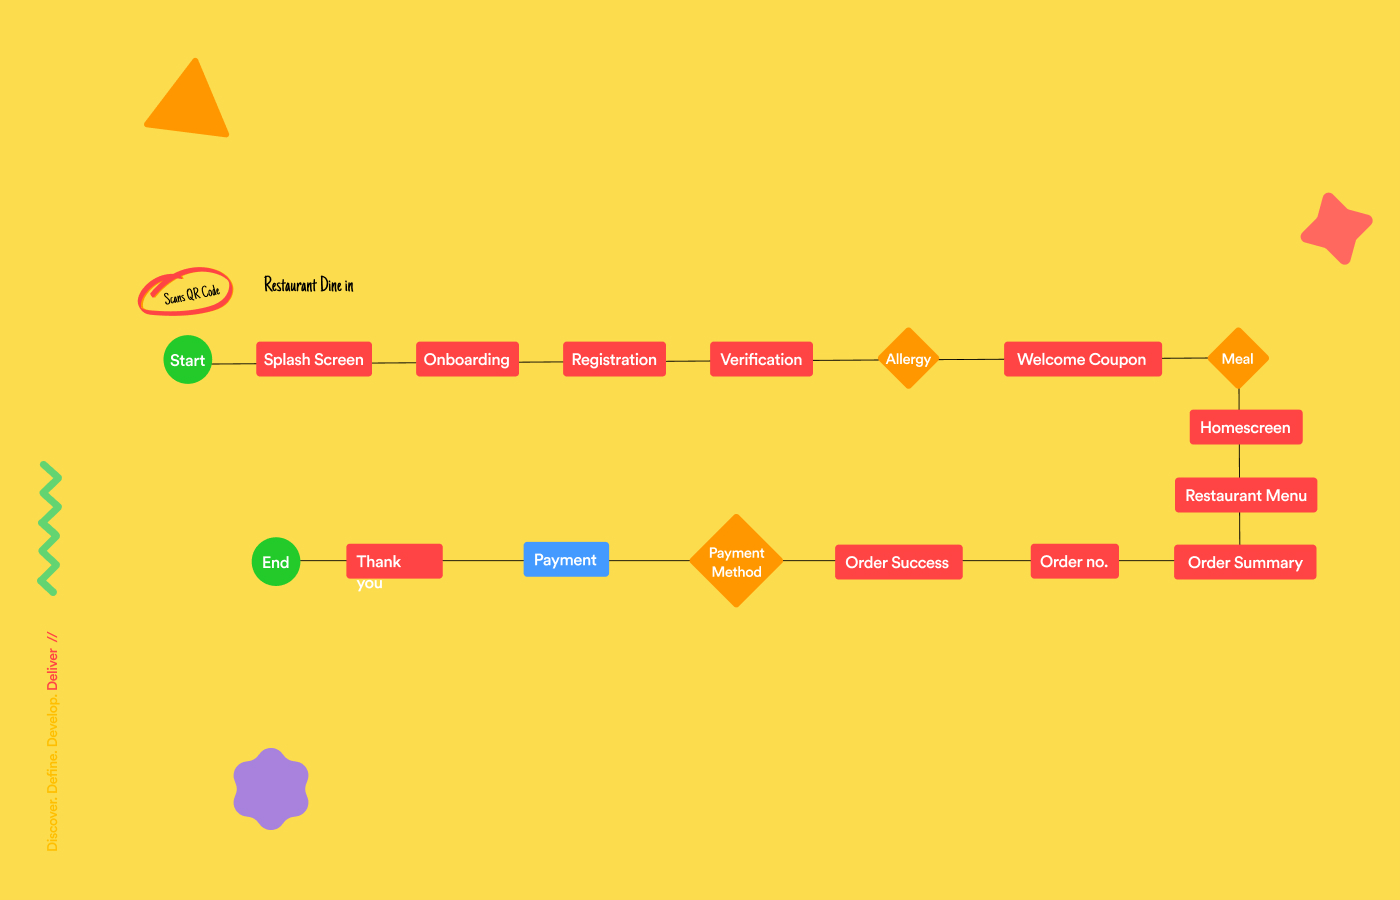 Scans QR Code
Restaurant Dine in
Start
Splash Screen
Onboarding
Registration
Verification
Allergy
Welcome Coupon
Meal
Homescreen
Restaurant Menu
Order Summary
Order no.
Order Success
Payment
Method
Payment
Thank
you
End
Discover. Define. Develop. Deliver //